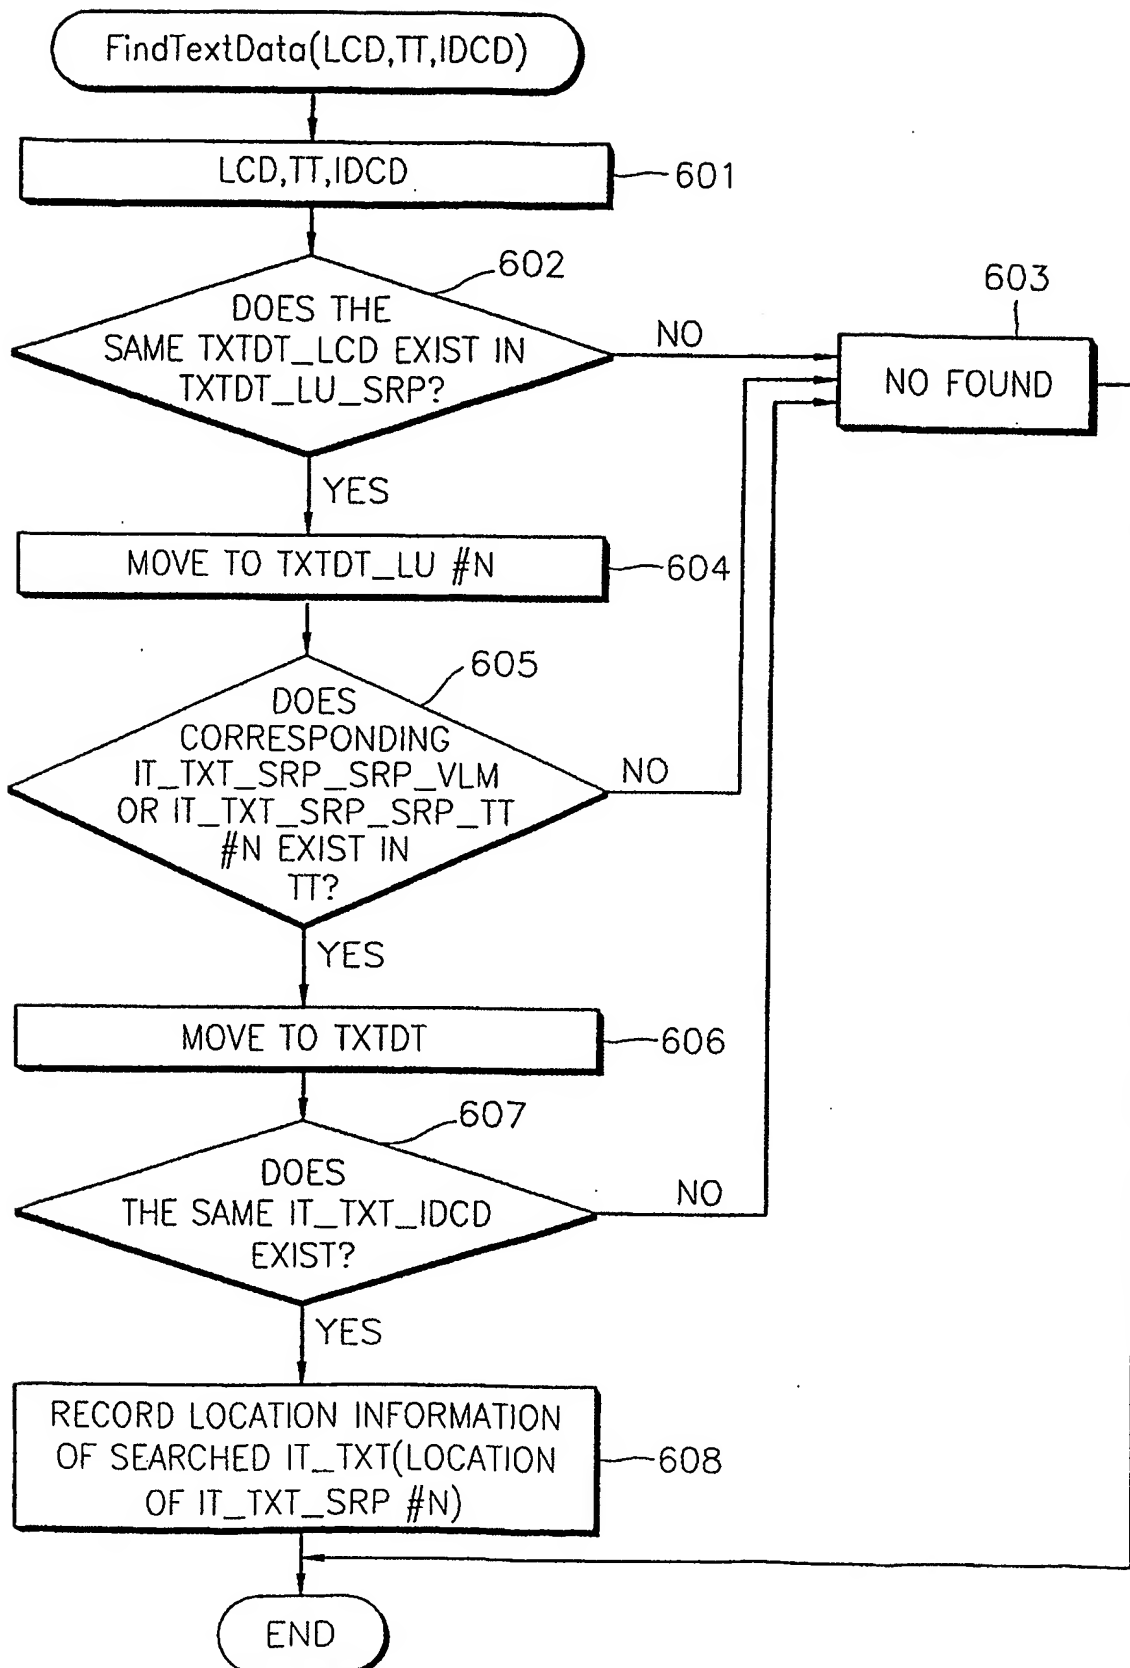 FindTextData(LCD,TT,IDCD)
LCD,TT,IDCD
601
602
DOES THE
SAME TXTDT_LCD EXIST IN
TXTDT_LU_SRP?
NO
603
NO FOUND
YES
MOVE TO TXTDT_LU #N
604
605
DOES
CORRESPONDING
IT_TXT_SRP_SRP_VLM
OR IT_TXT_SRP_SRP_TT
#N EXIST IN
TT?
NO
YES
MOVE TO TXTDT
606
607
DOES
THE SAME IT_TXT_IDCD
EXIST?
NO
YES
RECORD LOCATION INFORMATION
OF SEARCHED IT_TXT(LOCATION
OF IT_TXT_SRP #N)
608
END